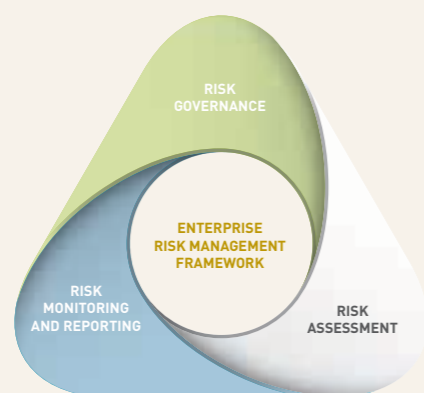 RISK
GOVERNANCE
ENTERPRISE
RISK MANAGEMENT
FRAMEWORK
RISK
MONITORING
AND REPORTING
RISK
ASSESSMENT